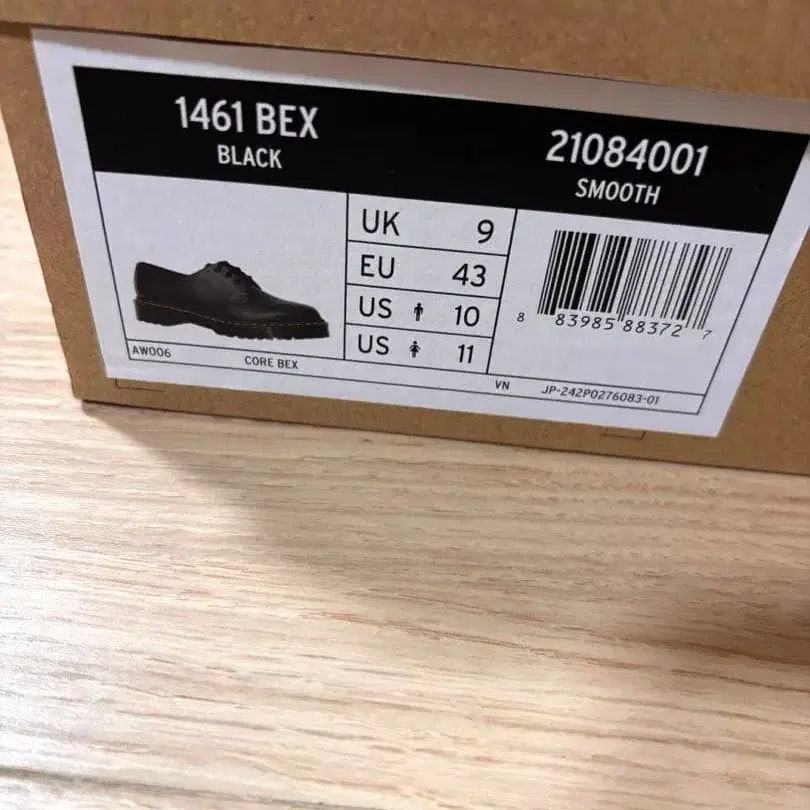 1461 BEX
BLACK
21084001
SMOOTH
UK 9
EU 43
US 10
US 11
8 83985 88372 7
AW006
CORE BEX
VN JP-242P0276083-01